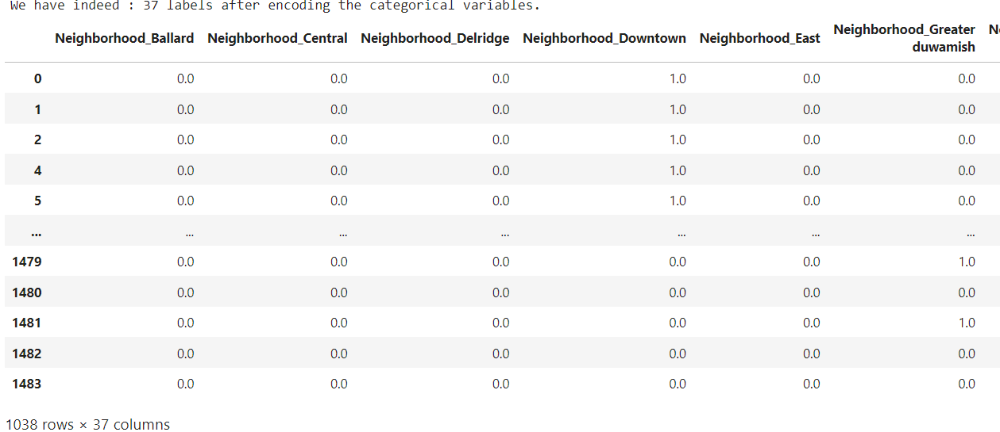 We have indeed : 37 labels after encoding the categorical variables.
Neighborhood_Ballard Neighborhood_Central Neighborhood_Delridge Neighborhood_Downtown Neighborhood_East Neighborhood_Greater duwamish
0 0.0 0.0 0.0 1.0 0.0 0.0
1 0.0 0.0 0.0 1.0 0.0 0.0
2 0.0 0.0 0.0 1.0 0.0 0.0
4 0.0 0.0 0.0 1.0 0.0 0.0
5 0.0 0.0 0.0 1.0 0.0 0.0
... ... ... ... ... ... ...
1479 0.0 0.0 0.0 0.0 0.0 1.0
1480 0.0 0.0 0.0 0.0 0.0 0.0
1481 0.0 0.0 0.0 0.0 0.0 1.0
1482 0.0 0.0 0.0 0.0 0.0 0.0
1483 0.0 0.0 0.0 0.0 0.0 0.0
1038 rows × 37 columns